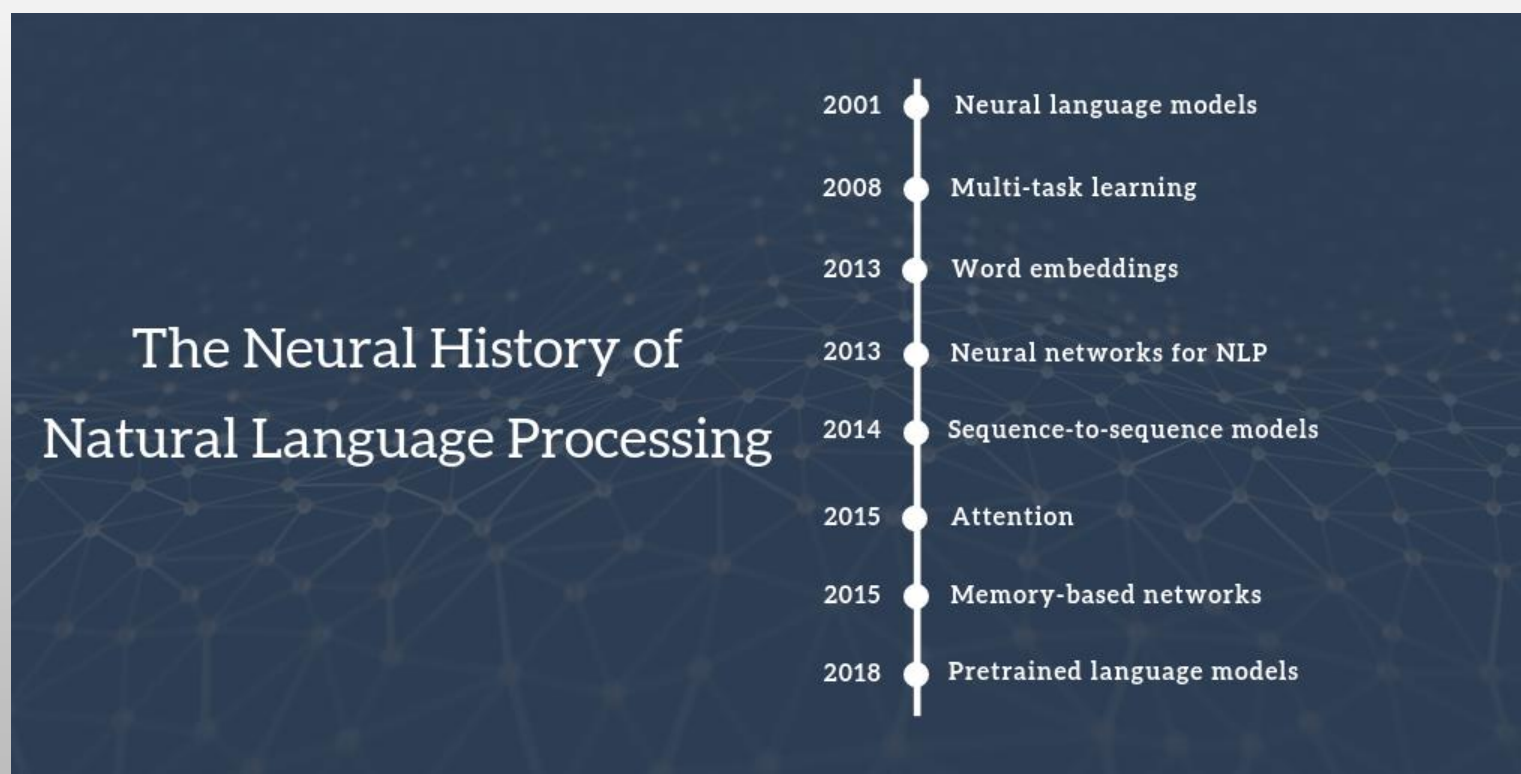 The Neural History of
Natural Language Processing
2001 Neural language models
2008 Multi-task learning
2013 Word embeddings
2013 Neural networks for NLP
2014 Sequence-to-sequence models
2015 Attention
2015 Memory-based networks
2018 Pretrained language models